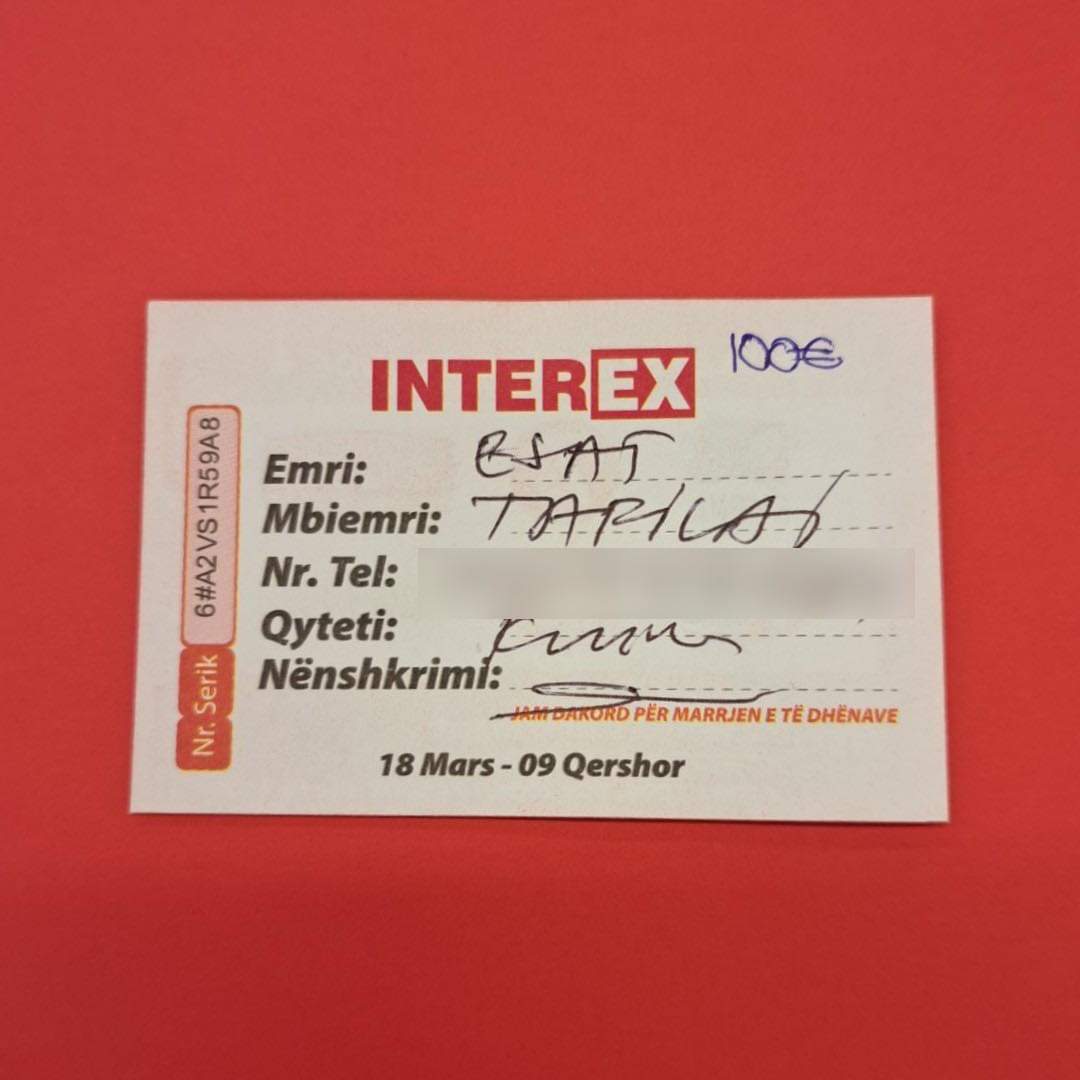 INTEREX 100€
Emri: ESAT
Mbiemri:
Nr. Tel:
Qyteti:
Nënshkrimi:
JAM DAKORD PËR MARRJEN E TË DHËNAVE
18 Mars - 09 Qershor
Nr. Serik 6#A2VS1R59A8